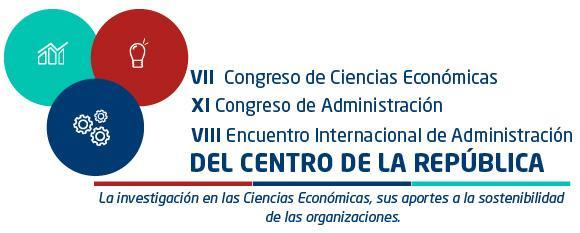 VII Congreso de Ciencias Económicas
XI Congreso de Administración
VIII Encuentro Internacional de Administración
DEL CENTRO DE LA REPÚBLICA
La investigación en las Ciencias Económicas, sus aportes a la sostenibilidad
de las organizaciones.